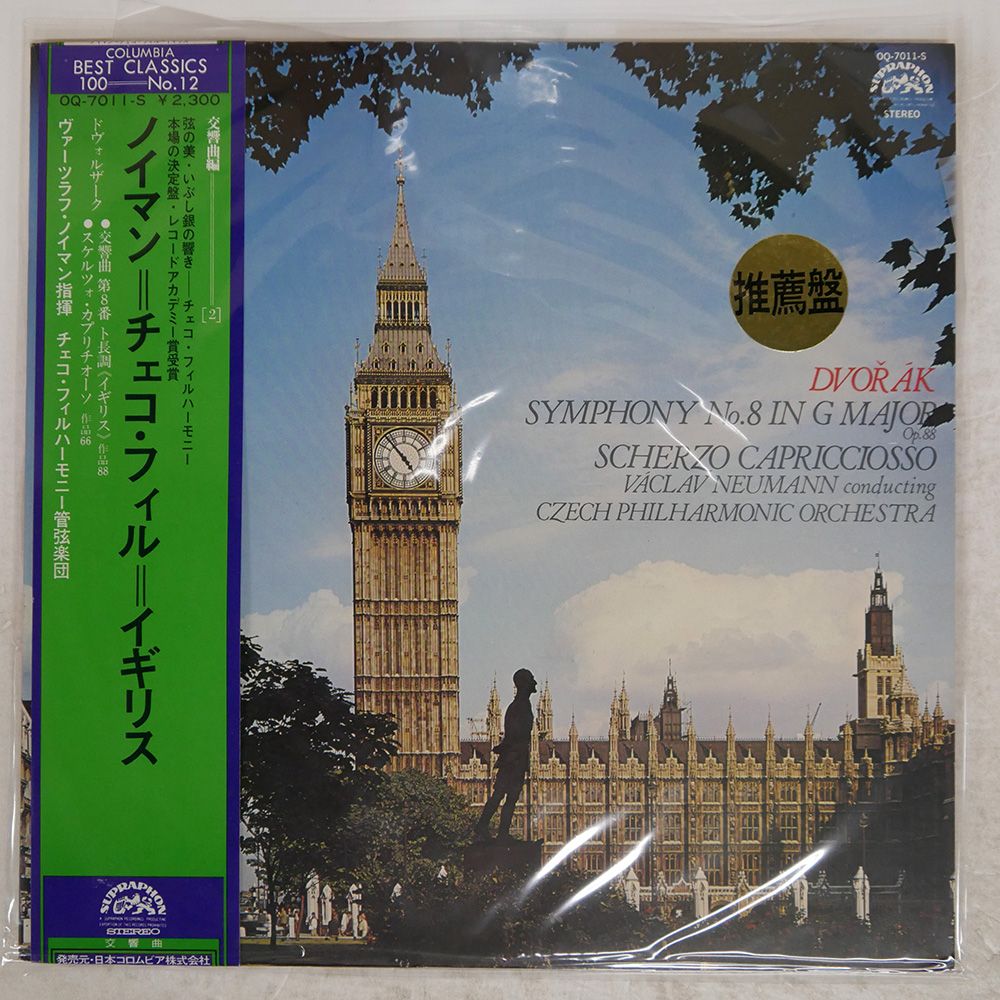 COLUMBIA
BEST CLASSICS
100——No.12
OQ-7011-S ¥2,300
交響曲編——[2]
弦の美・いぶし銀の響き——チェコ・フィルハーモニー
本場の決定盤・レコードアカデミー賞受賞
ノイマン=チェコ・フィル=イギリス
ドヴォルザーク
●交響曲 第8番 ト長調《イギリス》作品88
●スケルツォ・カプリチオーソ 作品66
ヴァーツラフ・ノイマン指揮 チェコ・フィルハーモニー管弦楽団
SUPRAPHON
STEREO
交響曲
発売元・日本コロムビア株式会社
OQ-7011-S
SUPRAPHON
STEREO
推薦盤
DVOŘÁK
SYMPHONY No.8 IN G MAJOR
Op.88
SCHERZO CAPRICCIOSSO
VÁCLAV NEUMANN conducting
CZECH PHILHARMONIC ORCHESTRA